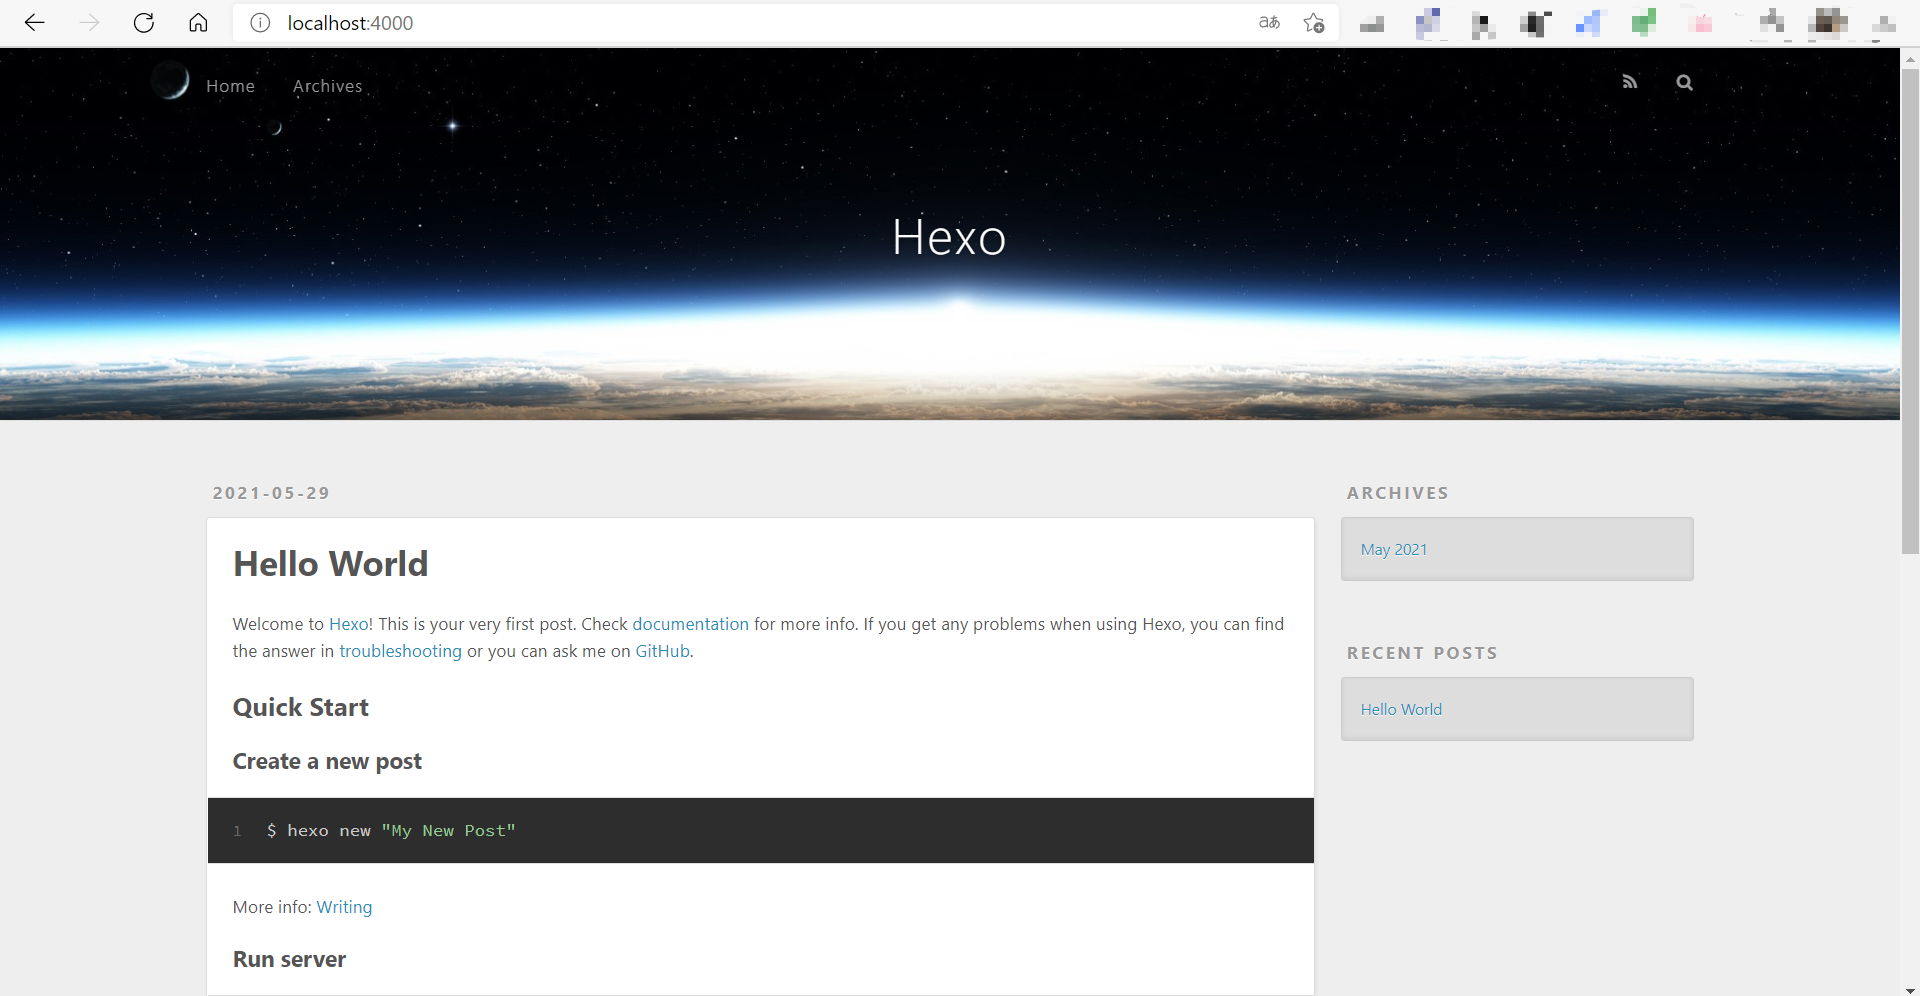 localhost:4000
Home
Archives
Hexo
2021-05-29
Hello World
Welcome to Hexo! This is your very first post. Check documentation for more info. If you get any problems when using Hexo, you can find
the answer in troubleshooting or you can ask me on GitHub.
Quick Start
Create a new post
1 $ hexo new "My New Post"
More info: Writing
Run server
ARCHIVES
May 2021
RECENT POSTS
Hello World